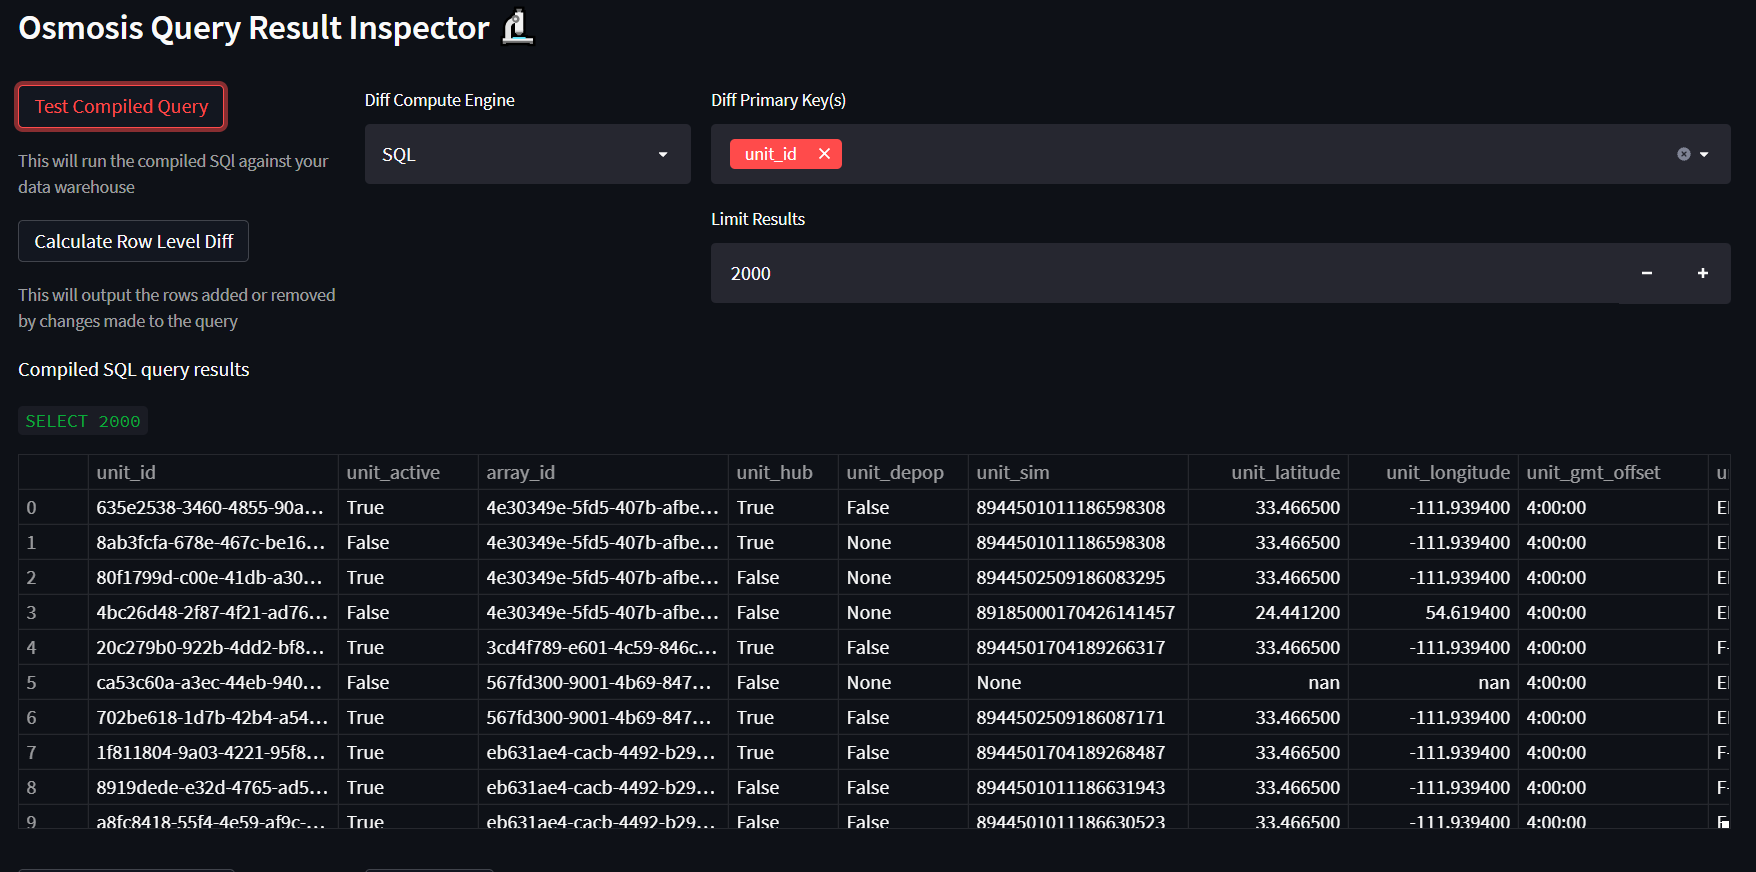 Osmosis Query Result Inspector
Test Compiled Query
This will run the compiled SQl against your
data warehouse
Calculate Row Level Diff
This will output the rows added or removed
by changes made to the query
Diff Compute Engine
SQL
Diff Primary Key(s)
unit_id
Limit Results
2000
Compiled SQL query results
SELECT 2000
unit_id unit_active array_id unit_hub unit_depop unit_sim unit_latitude unit_longitude unit_gmt_offset
0 635e2538-3460-4855-90a... True 4e30349e-5fd5-407b-afbe... True False 8944501011186598308 33.466500 -111.939400 4:00:00
1 8ab3fcfa-678e-467c-be16... False 4e30349e-5fd5-407b-afbe... True None 8944501011186598308 33.466500 -111.939400 4:00:00
2 80f1799d-c00e-41db-a30... True 4e30349e-5fd5-407b-afbe... False None 8944502509186083295 33.466500 -111.939400 4:00:00
3 4bc26d48-2f87-4f21-ad76... False 4e30349e-5fd5-407b-afbe... True None 89185000170426141457 24.441200 54.619400 4:00:00
4 20c279b0-922b-4dd2-bf8... True 3cd4f789-e601-4c59-846c... True False 8944501704189266317 33.466500 -111.939400 4:00:00
5 ca53c60a-a3ec-44eb-940... False 567fd300-9001-4b69-847... False None None nan nan 4:00:00
6 702be618-1d7b-42b4-a54... True 567fd300-9001-4b69-847... True False 8944502509186087171 33.466500 -111.939400 4:00:00
7 1f811804-9a03-4221-95f8... True eb631ae4-cacb-4492-b29... True False 8944501704189268487 33.466500 -111.939400 4:00:00
8 8919dede-e32d-4765-ad5... True eb631ae4-cacb-4492-b29... False False 8944501011186631943 33.466500 -111.939400 4:00:00
9 a8fc8418-55f4-4e59-af9c-... True eb631ae4-cacb-4492-b29... False False 8944501011186630523 33.466500 -111.939400 4:00:00